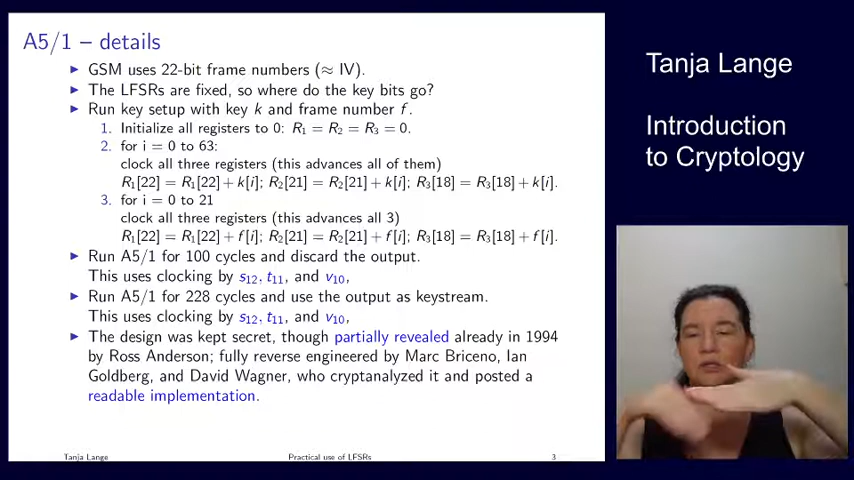 A5/1 – details
▶ GSM uses 22-bit frame numbers (≈ IV).
▶ The LFSRs are fixed, so where do the key bits go?
▶ Run key setup with key k and frame number f.
1. Initialize all registers to 0: R₁ = R₂ = R₃ = 0.
2. for i = 0 to 63:
clock all three registers (this advances all of them)
R₁[22] = R₁[22] + k[i]; R₂[21] = R₂[21] + k[i]; R₃[18] = R₃[18] + k[i].
3. for i = 0 to 21
clock all three registers (this advances all 3)
R₁[22] = R₁[22] + f[i]; R₂[21] = R₂[21] + f[i]; R₃[18] = R₃[18] + f[i].
▶ Run A5/1 for 100 cycles and discard the output.
This uses clocking by s₁₂, t₁₁, and v₁₀,
▶ Run A5/1 for 228 cycles and use the output as keystream.
This uses clocking by s₁₂, t₁₁, and v₁₀,
▶ The design was kept secret, though partially revealed already in 1994
by Ross Anderson; fully reverse engineered by Marc Briceno, Ian
Goldberg, and David Wagner, who cryptanalyzed it and posted a
readable implementation.
Tanja Lange Practical use of LFSRs 3
Tanja Lange
Introduction
to Cryptology